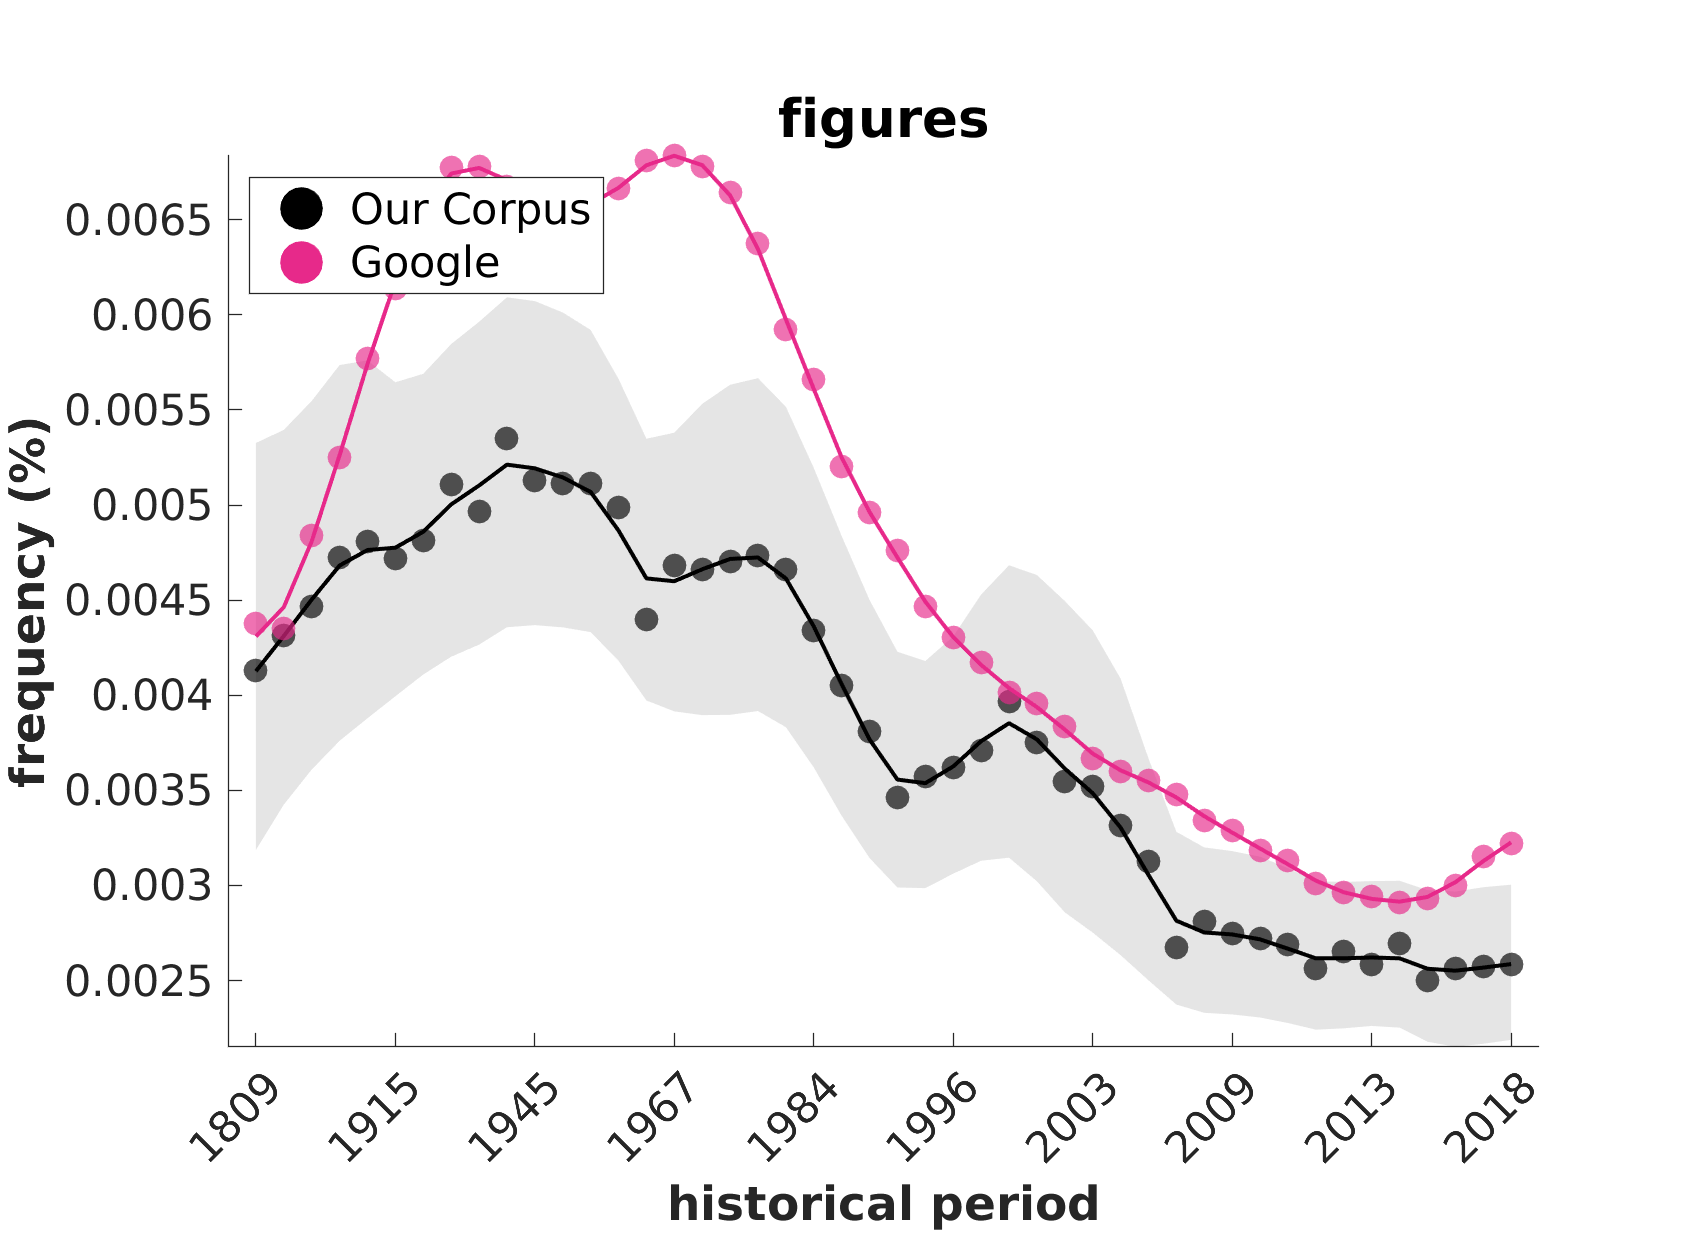 figures
Our Corpus
Google
0.0065
0.006
0.0055
0.005
0.0045
0.004
0.0035
0.003
0.0025
frequency (%)
1809 1915 1945 1967 1984 1996 2003 2009 2013 2018
historical period